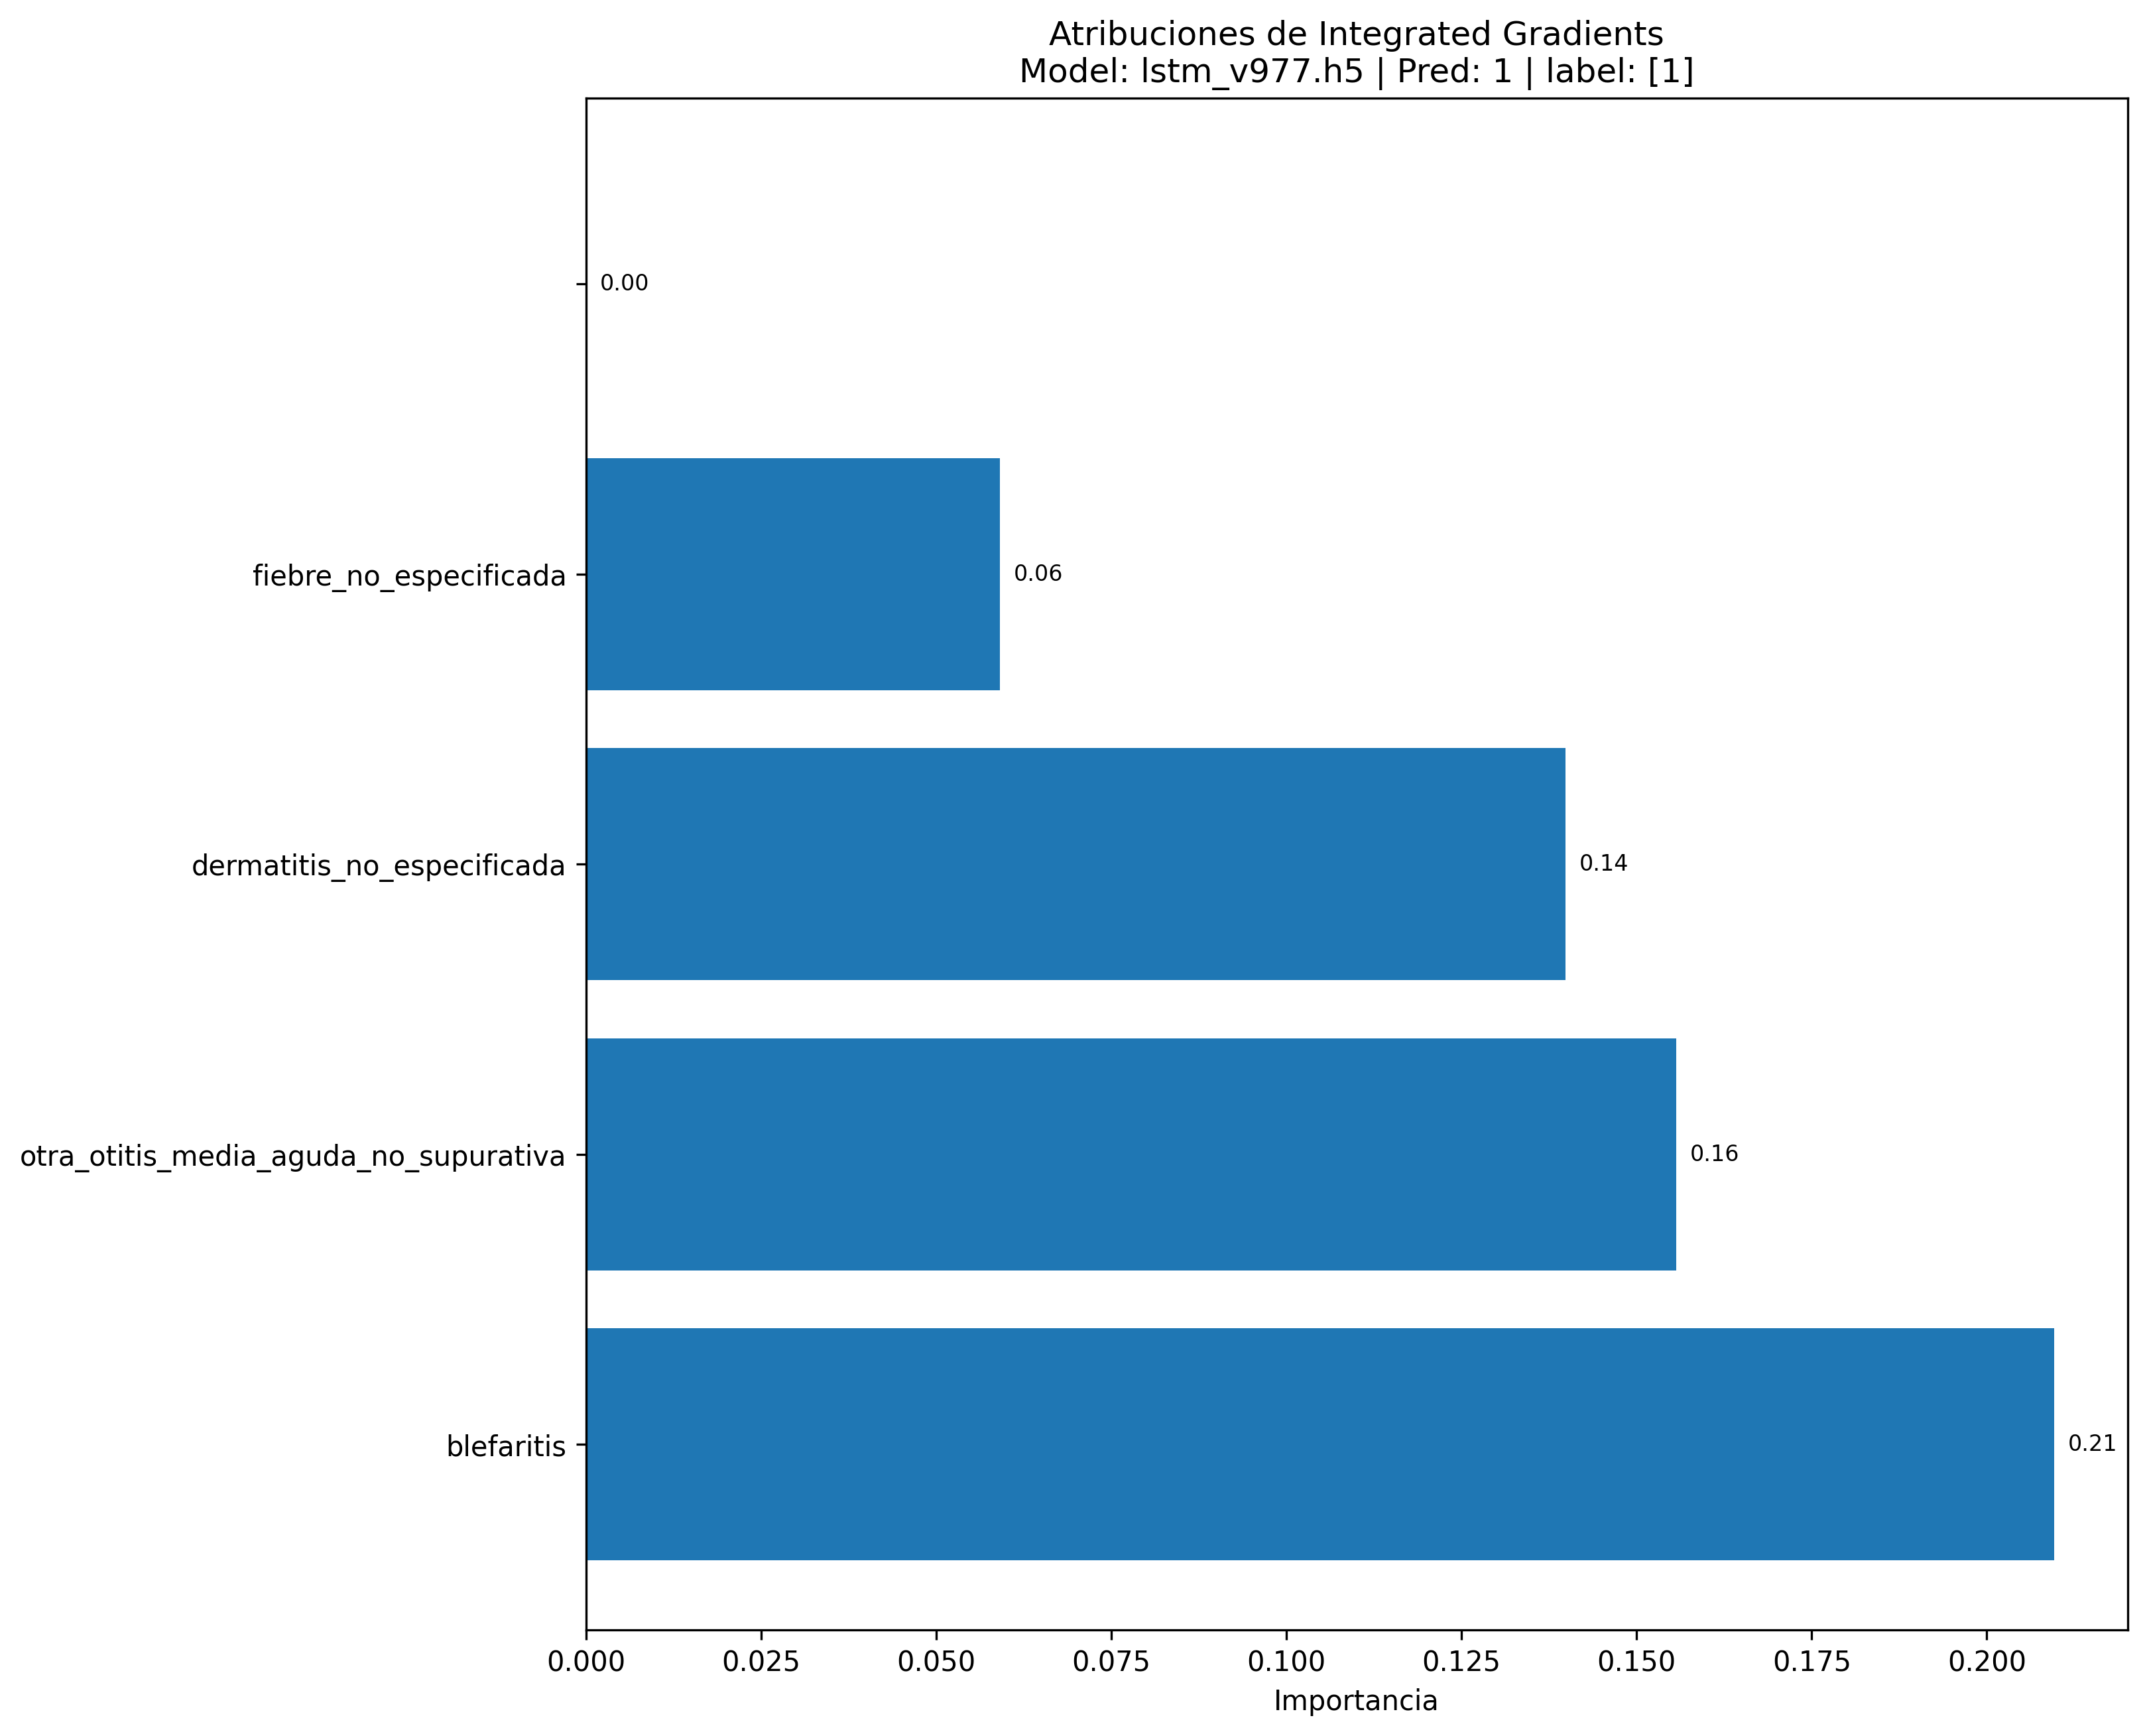 Atribuciones de Integrated Gradients
Model: lstm_v977.h5 | Pred: 1 | label: [1]
0.00
fiebre_no_especificada
0.06
dermatitis_no_especificada
0.14
otra_otitis_media_aguda_no_supurativa
0.16
blefaritis
0.21
0.000 0.025 0.050 0.075 0.100 0.125 0.150 0.175 0.200
Importancia